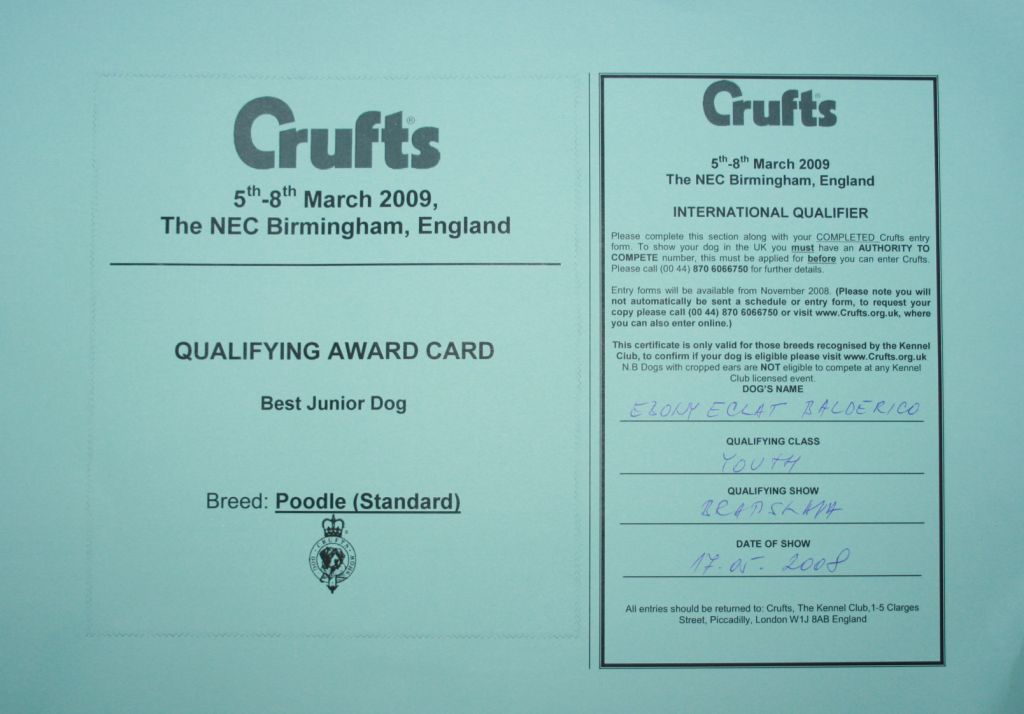 Crufts®
5th-8th March 2009,
The NEC Birmingham, England
QUALIFYING AWARD CARD
Best Junior Dog
Breed: Poodle (Standard)
CRUFTS
DOG
SHOW
Crufts®
5th-8th March 2009
The NEC Birmingham, England
INTERNATIONAL QUALIFIER
Please complete this section along with your COMPLETED Crufts entry
form. To show your dog in the UK you must have an AUTHORITY TO
COMPETE number, this must be applied for before you can enter Crufts.
Please call (00 44) 870 6066750 for further details.
Entry forms will be available from November 2008. (Please note you will
not automatically be sent a schedule or entry form, to request your
copy please call (00 44) 870 6066750 or visit www.Crufts.org.uk, where
you can also enter online.)
This certificate is only valid for those breeds recognised by the Kennel
Club, to confirm if your dog is eligible please visit www.Crufts.org.uk
N.B Dogs with cropped ears are NOT eligible to compete at any Kennel
Club licensed event.
DOG'S NAME
EBONY ECLAT BALDERICO
QUALIFYING CLASS
YOUTH
QUALIFYING SHOW
BRATISLAVA
DATE OF SHOW
17.05.2008
All entries should be returned to: Crufts, The Kennel Club,1-5 Clarges
Street, Piccadilly, London W1J 8AB England